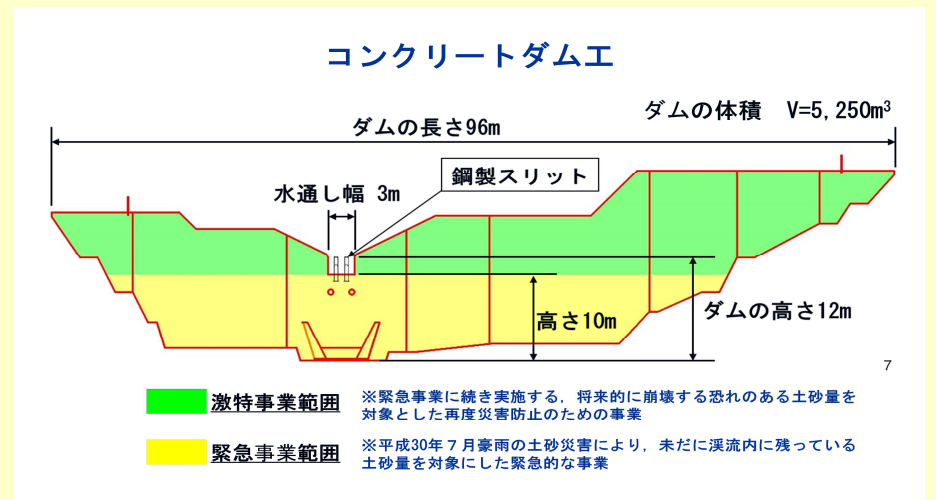 コンクリートダム工
ダムの体積　V=5,250m³
ダムの長さ96m
鋼製スリット
水通し幅 3m
高さ10m
ダムの高さ12m
7
激特事業範囲
※緊急事業に続き実施する，将来的に崩壊する恐れのある土砂量を
対象とした再度災害防止のための事業
緊急事業範囲
※平成30年７月豪雨の土砂災害により，未だに渓流内に残っている
土砂量を対象にした緊急的な事業